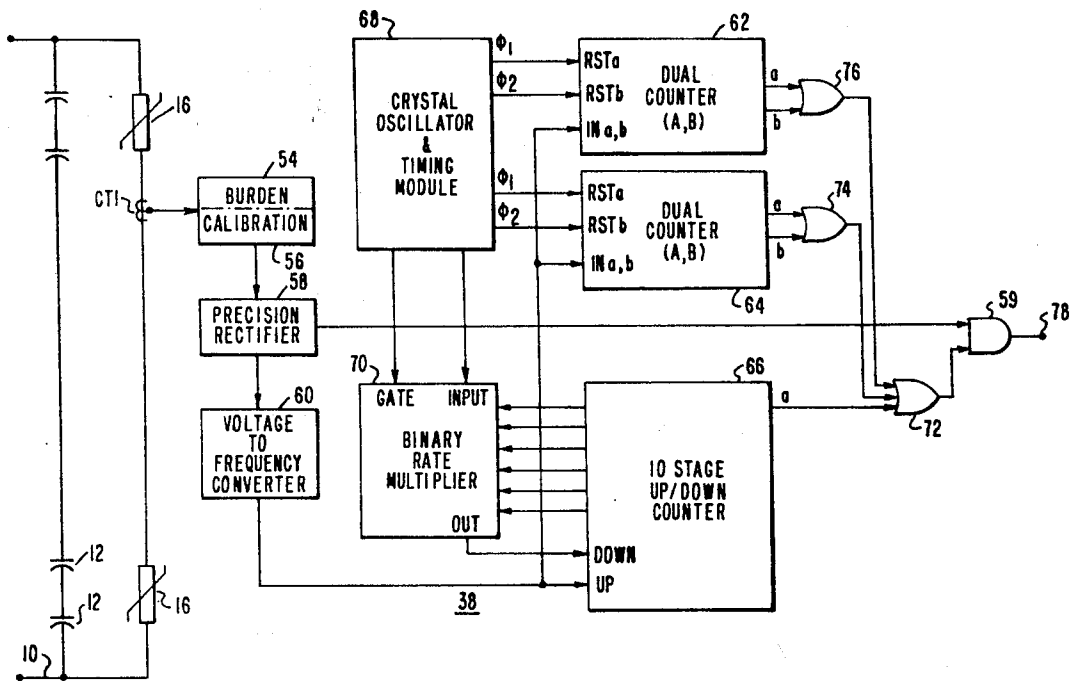 68
62
76
16
Φ1
Φ2
RSTa
RSTb
INa,b
DUAL
COUNTER
(A,B)
a
b
CRYSTAL
OSCILLATOR
&
TIMING
MODULE
54
CT1
BURDEN
CALIBRATION
56
Φ1
Φ2
RSTa
RSTb
INa,b
DUAL
COUNTER
(A,B)
a
b
74
64
58
PRECISION
RECTIFIER
59
78
70
66
60
GATE INPUT
BINARY
RATE
MULTIPLIER
OUT
VOLTAGE
TO
FREQUENCY
CONVERTER
10 STAGE
UP/DOWN
COUNTER
a
72
DOWN
UP
12
12
16
38
10